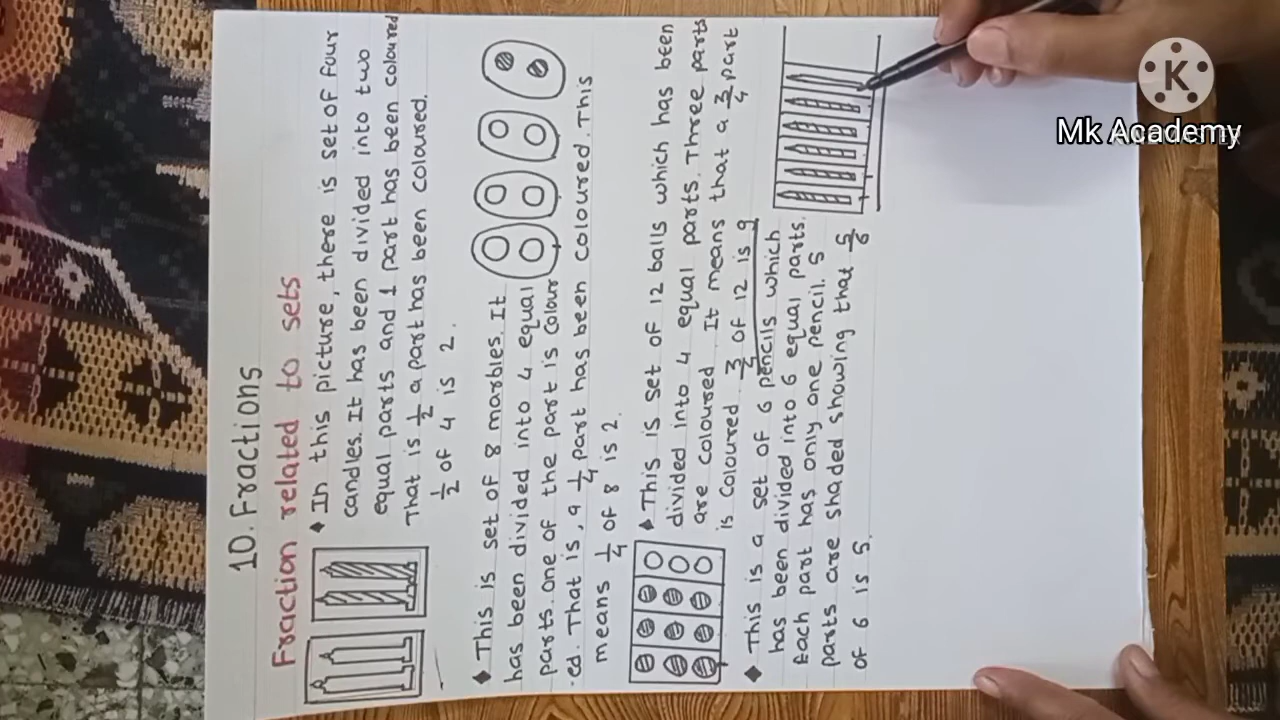 10. Fractions
Fraction related to sets
♦ In this picture, there is set of four
candles. It has been divided into two
equal parts and 1 part has been coloured
That is 1/2 a part has been coloured.
1/2 of 4 is 2.
♦ This is set of 8 marbles. It
has been divided into 4 equal
parts. one of the part is colour
-ed. That is, a 1/4 part has been coloured. This
means 1/4 of 8 is 2.
♦ This is set of 12 balls which has been
divided into 4 equal parts. Three parts
are coloured. It means that a 3/4 part
is coloured. 3/4 of 12 is 9
♦ This is a set of 6 pencils which
has been divided into 6 equal parts.
Each part has only one pencil. 5
parts are shaded showing that 5/6
of 6 is 5.
K
Mk Academy